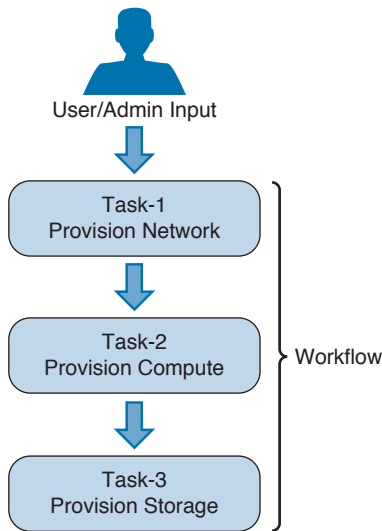 User/Admin Input
Task-1
Provision Network
Task-2
Provision Compute
Workflow
Task-3
Provision Storage